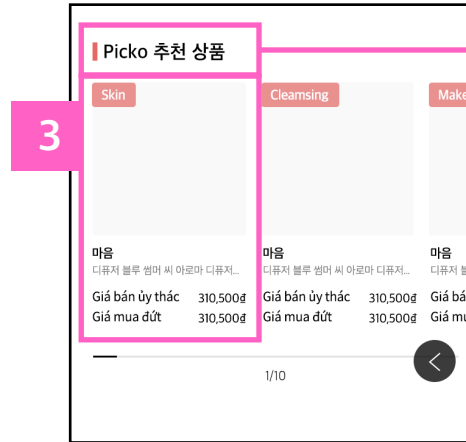 Picko 추천 상품
3
Skin
Cleamsing
Make
마음
마음
마음
디퓨저 블루 썸머 씨 아로마 디퓨저...
디퓨저 블루 썸머 씨 아로마 디퓨저...
디퓨저
Giá bán ủy thác 310,500₫
Giá bán ủy thác 310,500₫
Giá bá
Giá mua đứt 310,500₫
Giá mua đứt 310,500₫
Giá mu
1/10